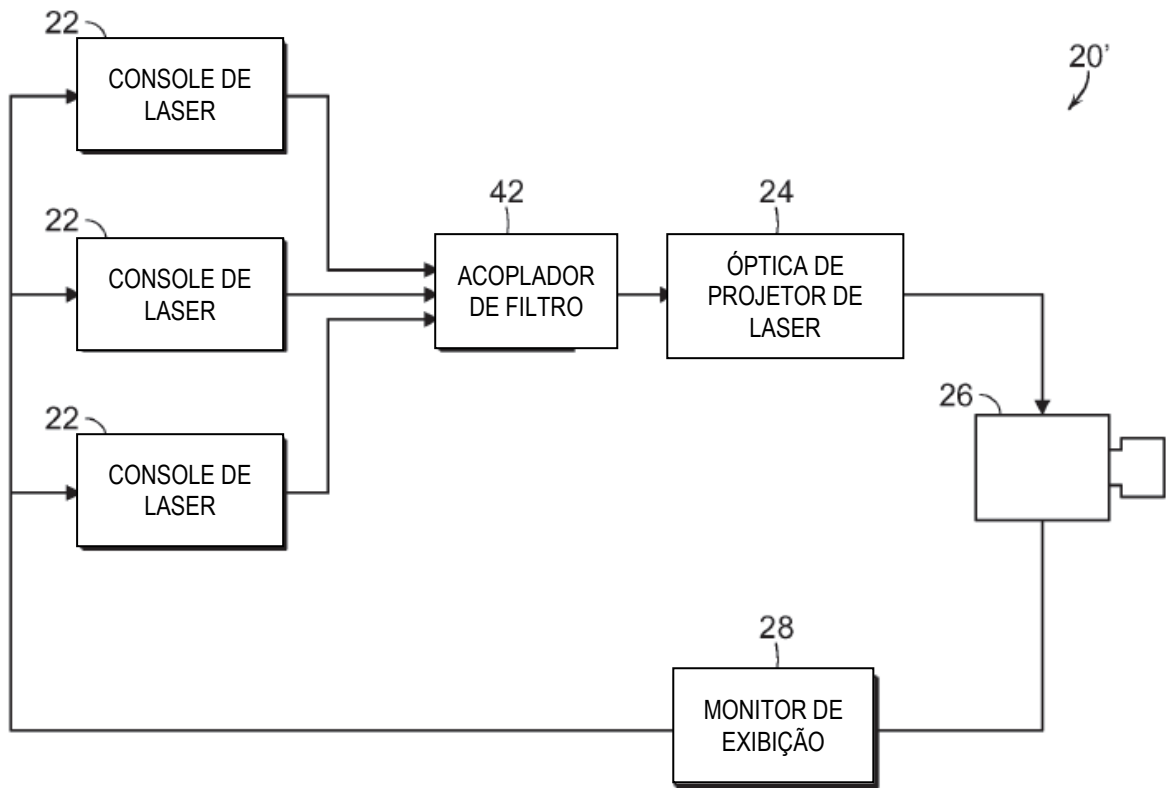 22
CONSOLE DE
LASER
20'
22
CONSOLE DE
LASER
42
ACOPLADOR
DE FILTRO
24
ÓPTICA DE
PROJETOR DE
LASER
22
CONSOLE DE
LASER
26
28
MONITOR DE
EXIBIÇÃO